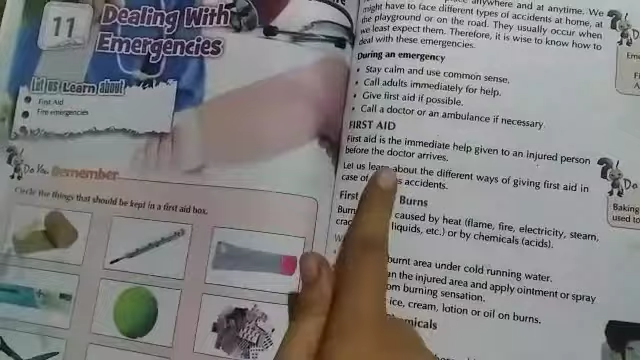 11
Dealing With
Emergencies
Let us Learn about
First Aid
Fire emergencies
Do You Remember
Circle the things that should be kept in a first aid box.
anywhere and at anytime. We
might have to face different types of accidents at home, at
the playground or on the road. They usually occur when
we least expect them. Therefore, it is wise to know how to
deal with these emergencies.
During an emergency
• Stay calm and use common sense.
• Call adults immediately for help.
• Give first aid if possible.
• Call a doctor or an ambulance if necessary.
FIRST AID
First aid is the immediate help given to an injured person
before the doctor arrives.
Let us learn about the different ways of giving first aid in
case of accidents.
First Burns
caused by heat (flame, fire, electricity, steam,
liquids, etc.) or by chemicals (acids).
burnt area under cold running water.
the injured area and apply ointment or spray
burning sensation.
ice, cream, lotion or oil on burns.
Baking
used to